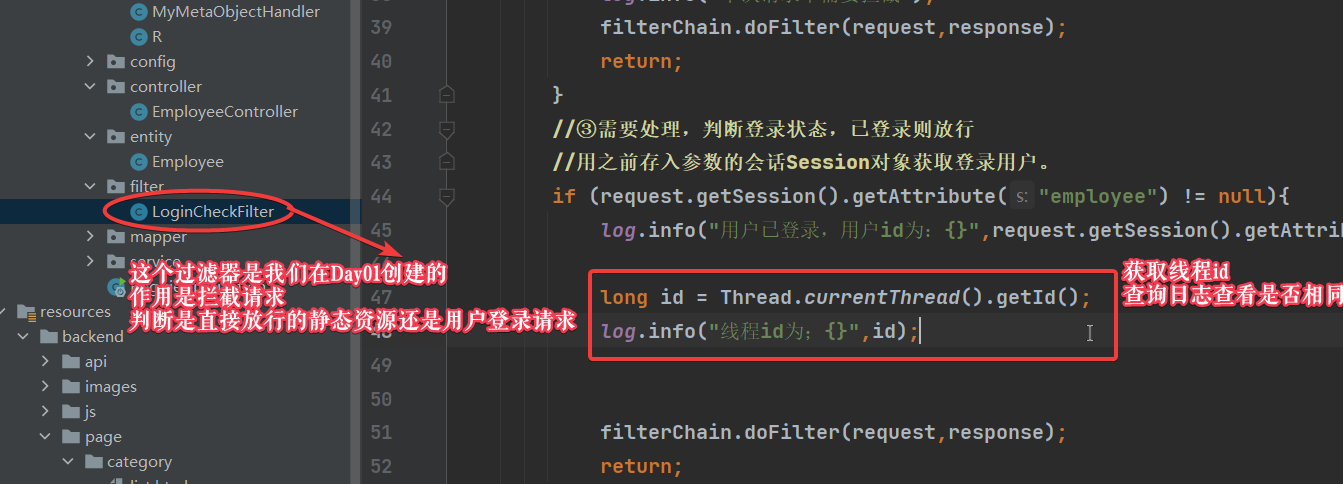 MyMetaObjectHandler
R
config
controller
EmployeeController
entity
Employee
filter
LoginCheckFilter
mapper
service
resources
backend
api
images
js
page
category
39 filterChain.doFilter(request,response);
40 return;
41 }
42 //③需要处理，判断登录状态，已登录则放行
43 //用之前存入参数的会话Session对象获取登录用户。
44 if (request.getSession().getAttribute( s: "employee") != null){
45 log.info("用户已登录，用户id为：{}",request.getSession().getAttri
47 long id = Thread.currentThread().getId();
48 log.info("线程id为；{}",id);
49
50
51 filterChain.doFilter(request,response);
52 return;
这个过滤器是我们在Day01创建的
作用是拦截请求
判断是直接放行的静态资源还是用户登录请求
获取线程id
查询日志查看是否相同